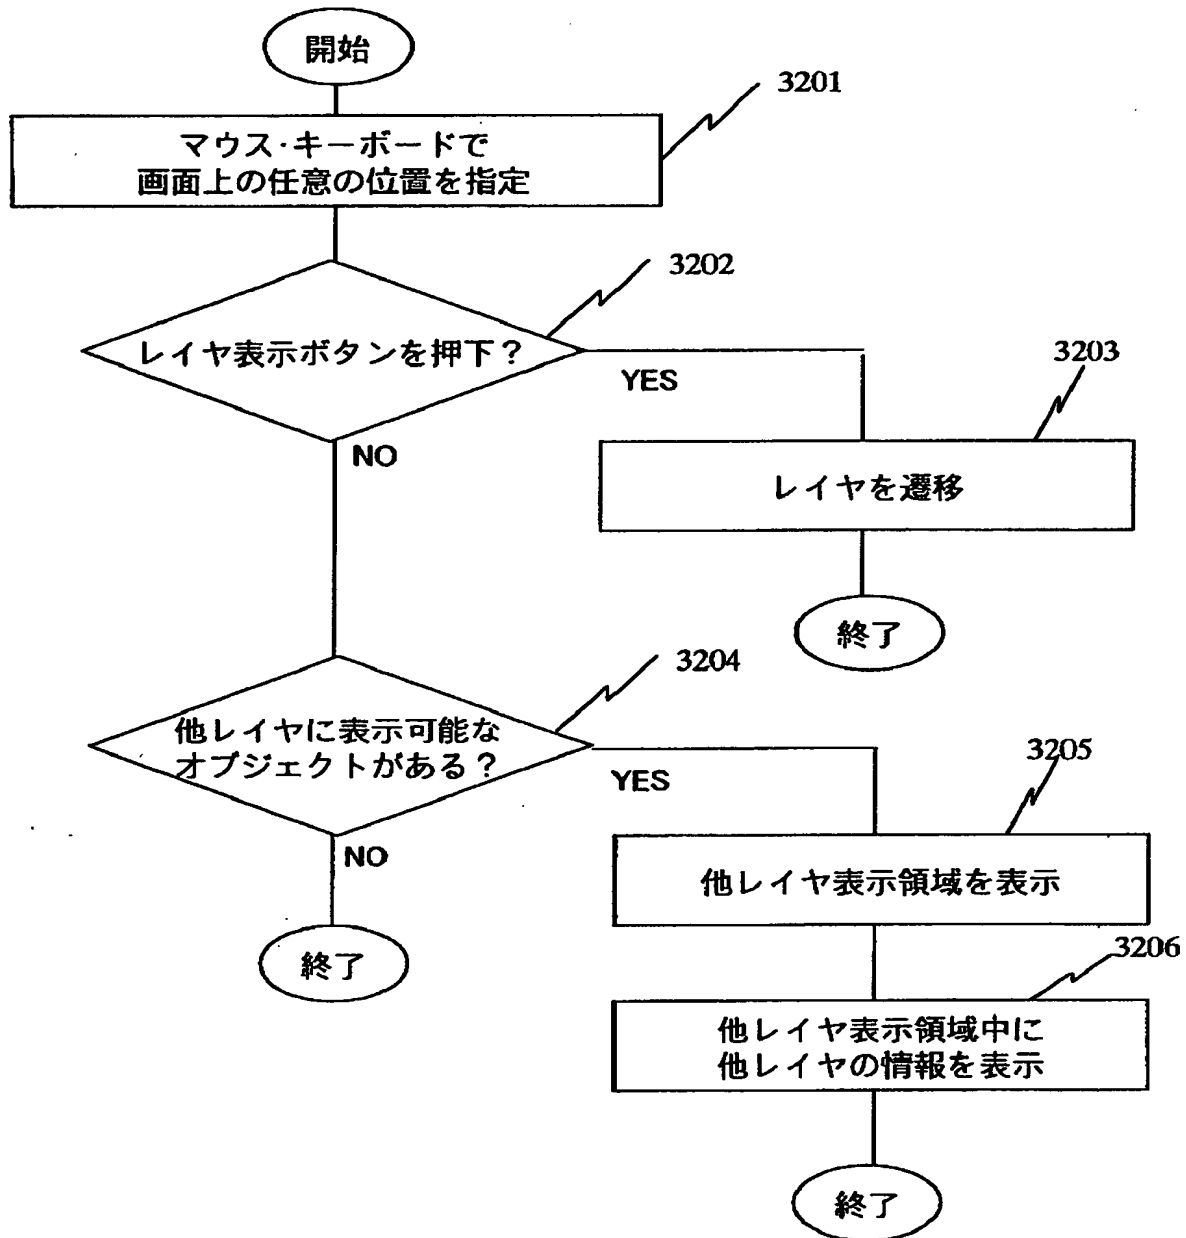 開始
3201
マウス・キーボードで
画面上の任意の位置を指定
3202
レイヤ表示ボタンを押下？
YES
3203
NO
レイヤを遷移
終了
3204
他レイヤに表示可能な
オブジェクトがある？
YES
3205
NO
他レイヤ表示領域を表示
終了
3206
他レイヤ表示領域中に
他レイヤの情報を表示
終了